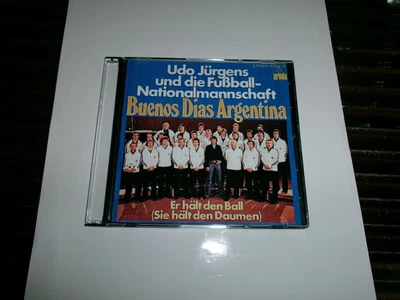 Udo Jürgens
und die Fußball-
Nationalmannschaft
Buenos Dias Argentina
Er hält den Ball
(Sie hält den Daumen)